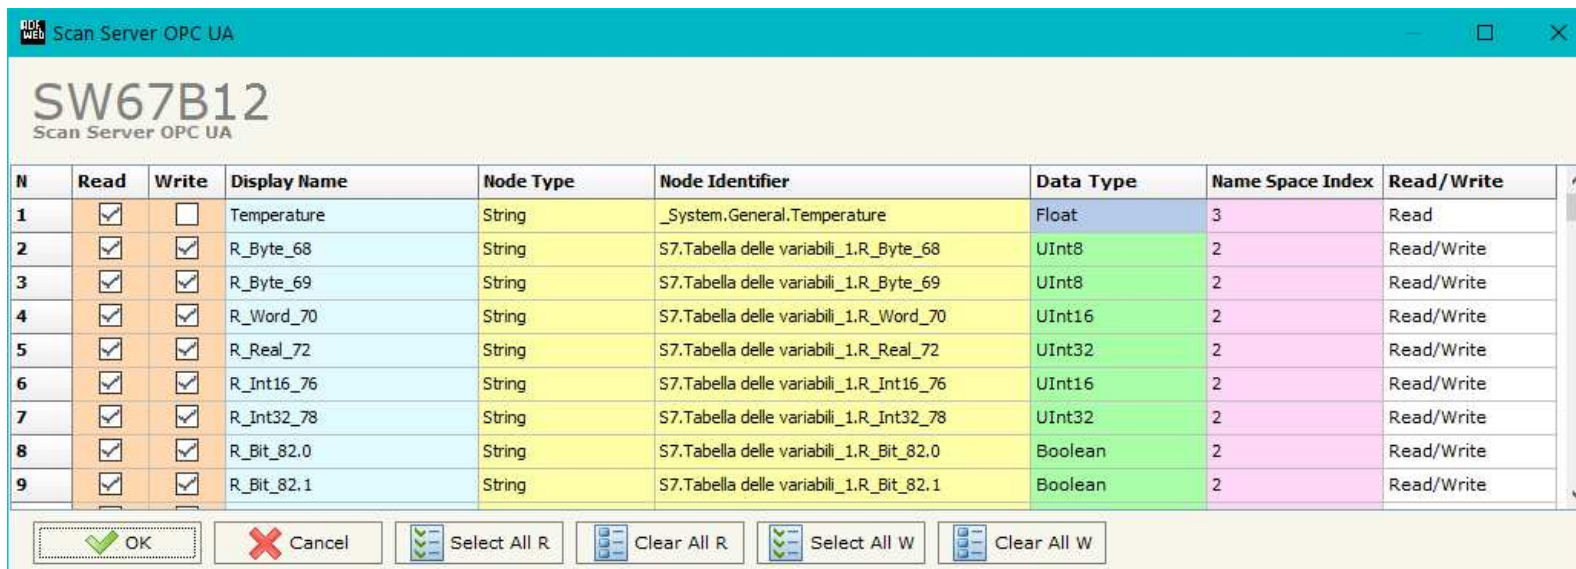 ADF WEB Scan Server OPC UA
SW67B12
Scan Server OPC UA
N Read Write Display Name Node Type Node Identifier Data Type Name Space Index Read/Write
1 Temperature String _System.General.Temperature Float 3 Read
2 R_Byte_68 String S7.Tabella delle variabili_1.R_Byte_68 UInt8 2 Read/Write
3 R_Byte_69 String S7.Tabella delle variabili_1.R_Byte_69 UInt8 2 Read/Write
4 R_Word_70 String S7.Tabella delle variabili_1.R_Word_70 UInt16 2 Read/Write
5 R_Real_72 String S7.Tabella delle variabili_1.R_Real_72 UInt32 2 Read/Write
6 R_Int16_76 String S7.Tabella delle variabili_1.R_Int16_76 UInt16 2 Read/Write
7 R_Int32_78 String S7.Tabella delle variabili_1.R_Int32_78 UInt32 2 Read/Write
8 R_Bit_82.0 String S7.Tabella delle variabili_1.R_Bit_82.0 Boolean 2 Read/Write
9 R_Bit_82.1 String S7.Tabella delle variabili_1.R_Bit_82.1 Boolean 2 Read/Write
OK Cancel Select All R Clear All R Select All W Clear All W